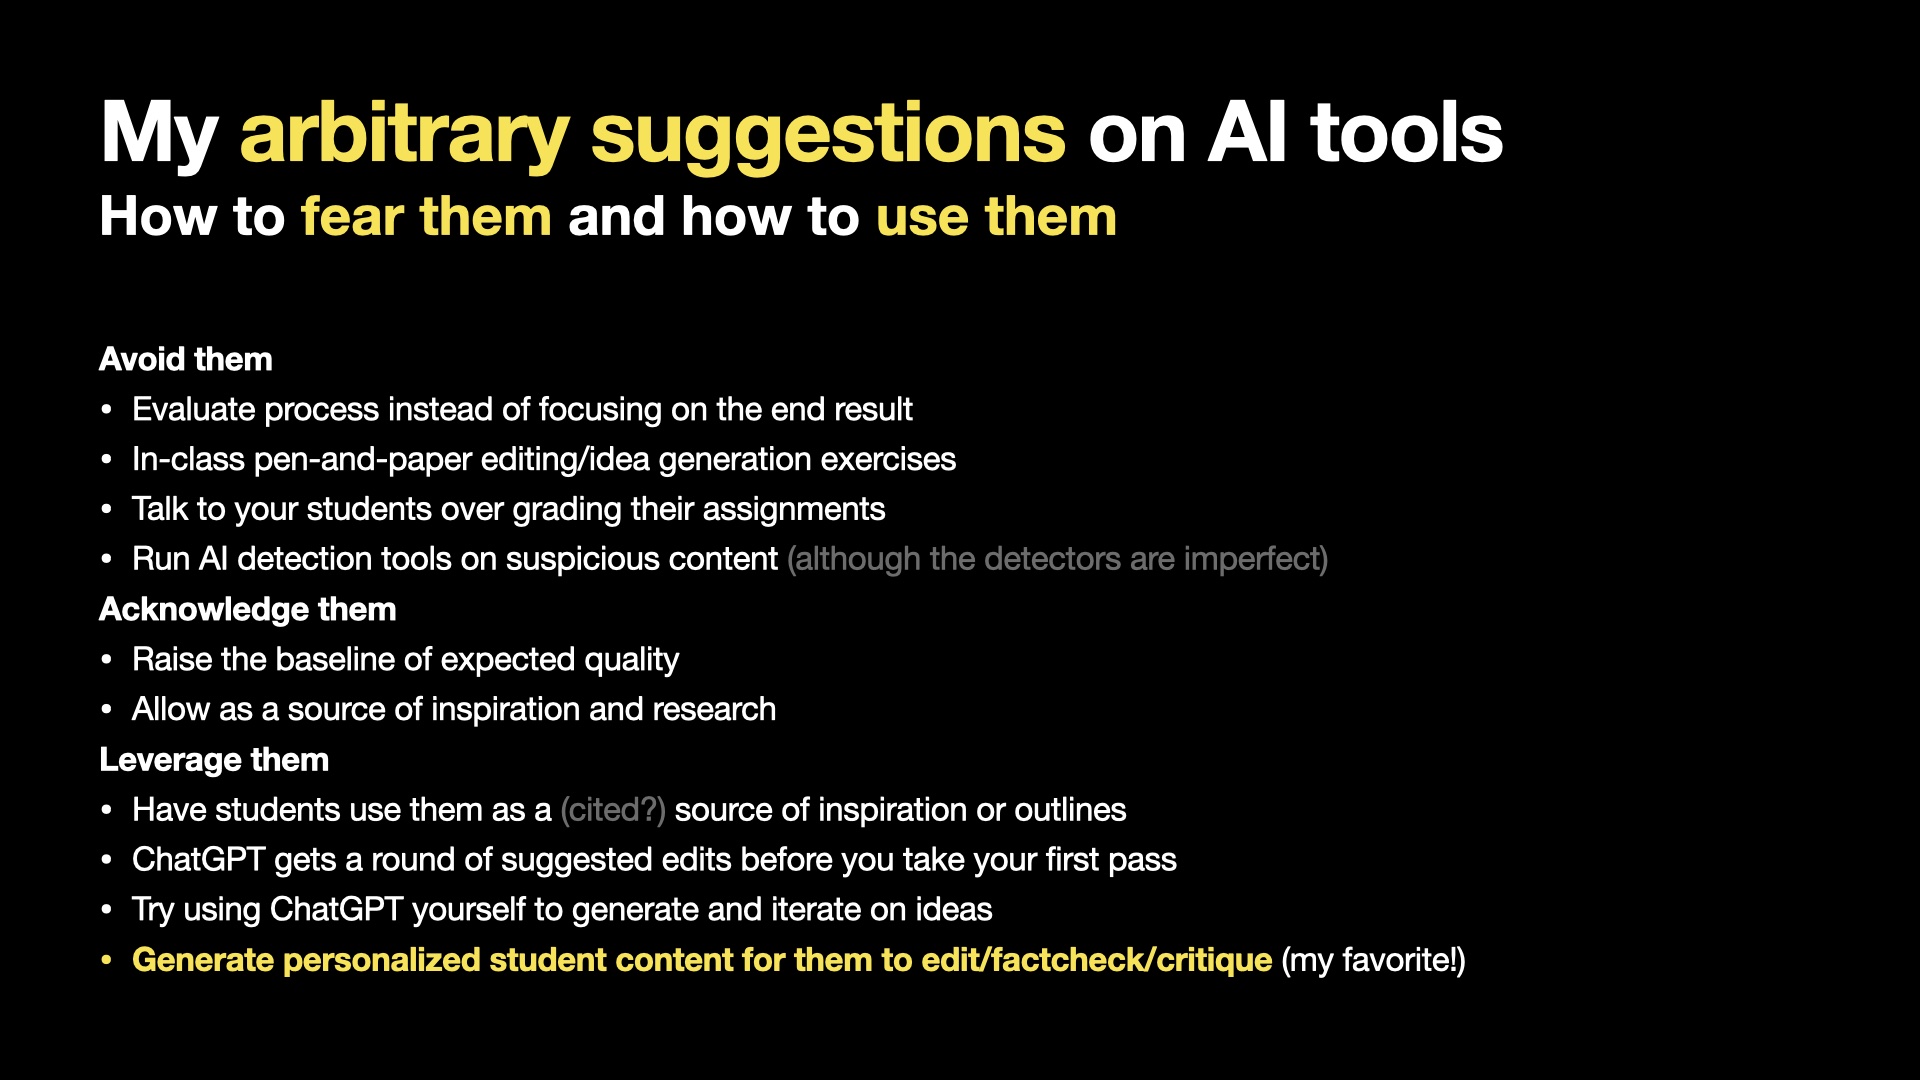 My arbitrary suggestions on AI tools
How to fear them and how to use them
Avoid them
• Evaluate process instead of focusing on the end result
• In-class pen-and-paper editing/idea generation exercises
• Talk to your students over grading their assignments
• Run AI detection tools on suspicious content (although the detectors are imperfect)
Acknowledge them
• Raise the baseline of expected quality
• Allow as a source of inspiration and research
Leverage them
• Have students use them as a (cited?) source of inspiration or outlines
• ChatGPT gets a round of suggested edits before you take your first pass
• Try using ChatGPT yourself to generate and iterate on ideas
• Generate personalized student content for them to edit/factcheck/critique (my favorite!)